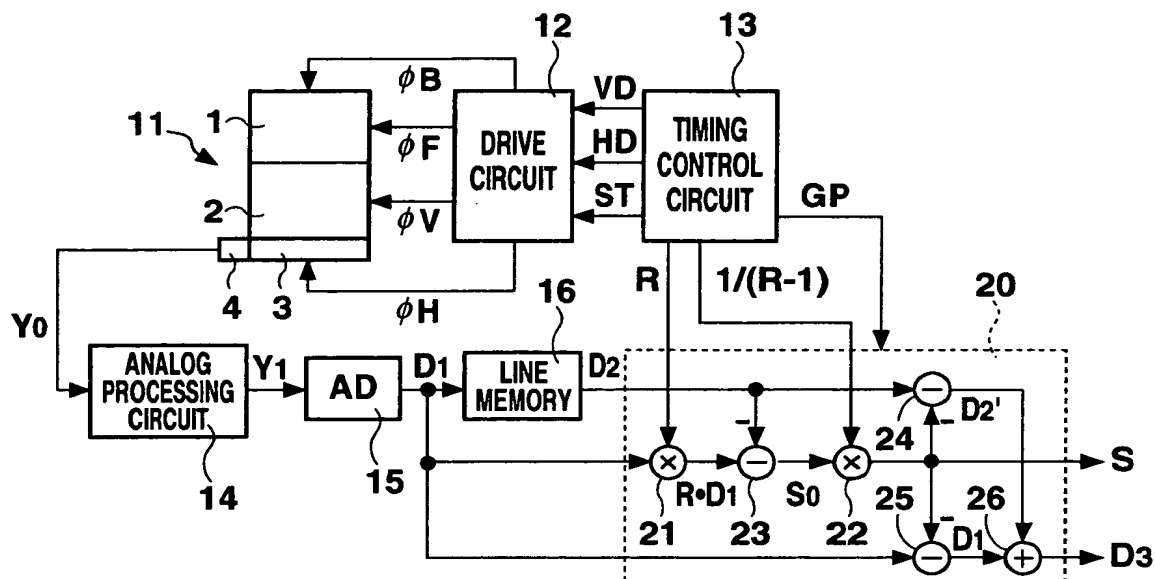 12
13
11
1
2
4
3
φB
φF
φV
φH
DRIVE
CIRCUIT
VD
HD
ST
TIMING
CONTROL
CIRCUIT
GP
R
1/(R-1)
20
Y0
ANALOG
PROCESSING
CIRCUIT
14
Y1
AD
15
D1
16
LINE
MEMORY
D2
−
24
−
D2'
−
×
21
R•D1
−
23
S0
×
22
S
25
−
−
D1
26
+
D3